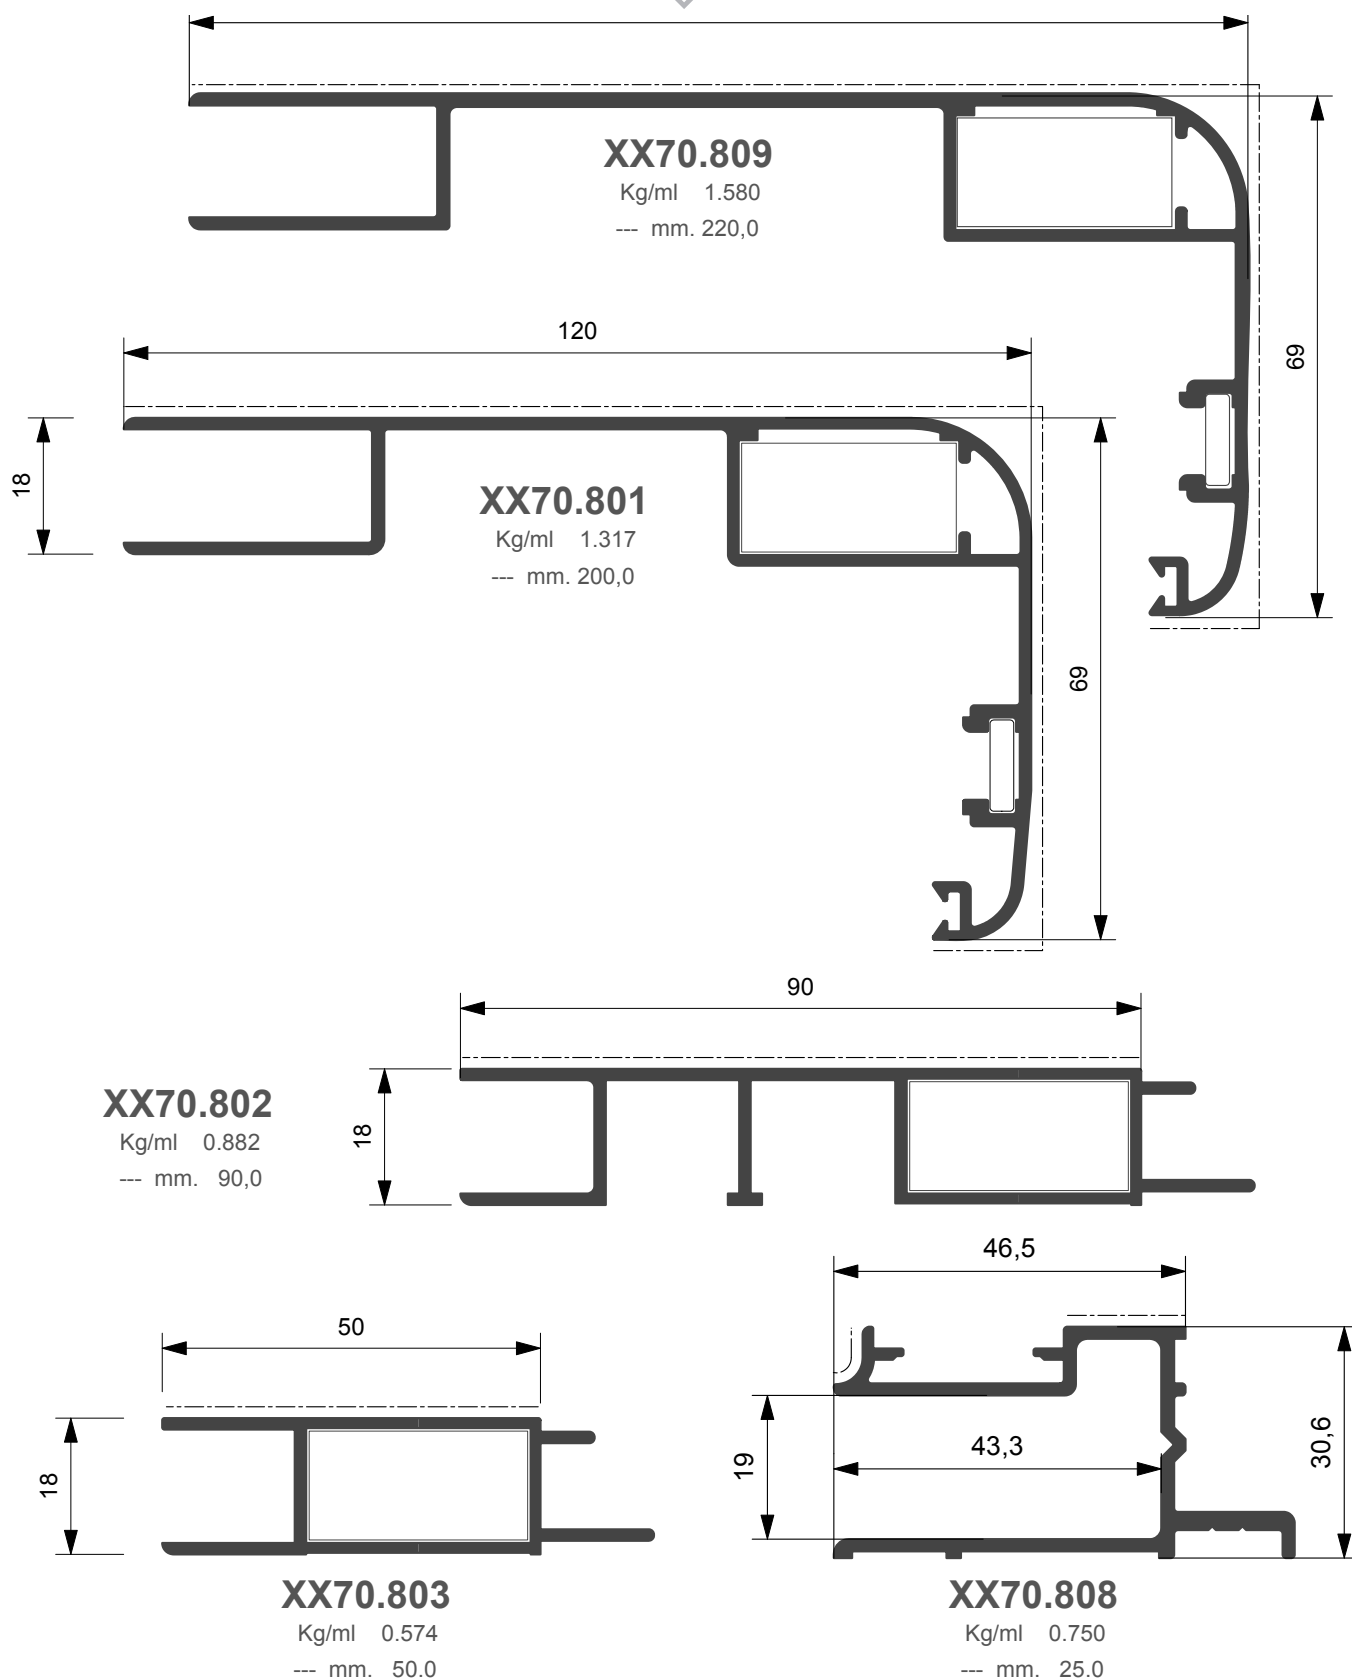 XX70.809
Kg/ml 1.580
--- mm. 220,0
69
120
18
XX70.801
Kg/ml 1.317
--- mm. 200,0
69
90
XX70.802
Kg/ml 0.882
--- mm. 90,0
18
46,5
50
18
19
43,3
30,6
XX70.803
Kg/ml 0.574
--- mm. 50.0
XX70.808
Kg/ml 0.750
--- mm. 25.0